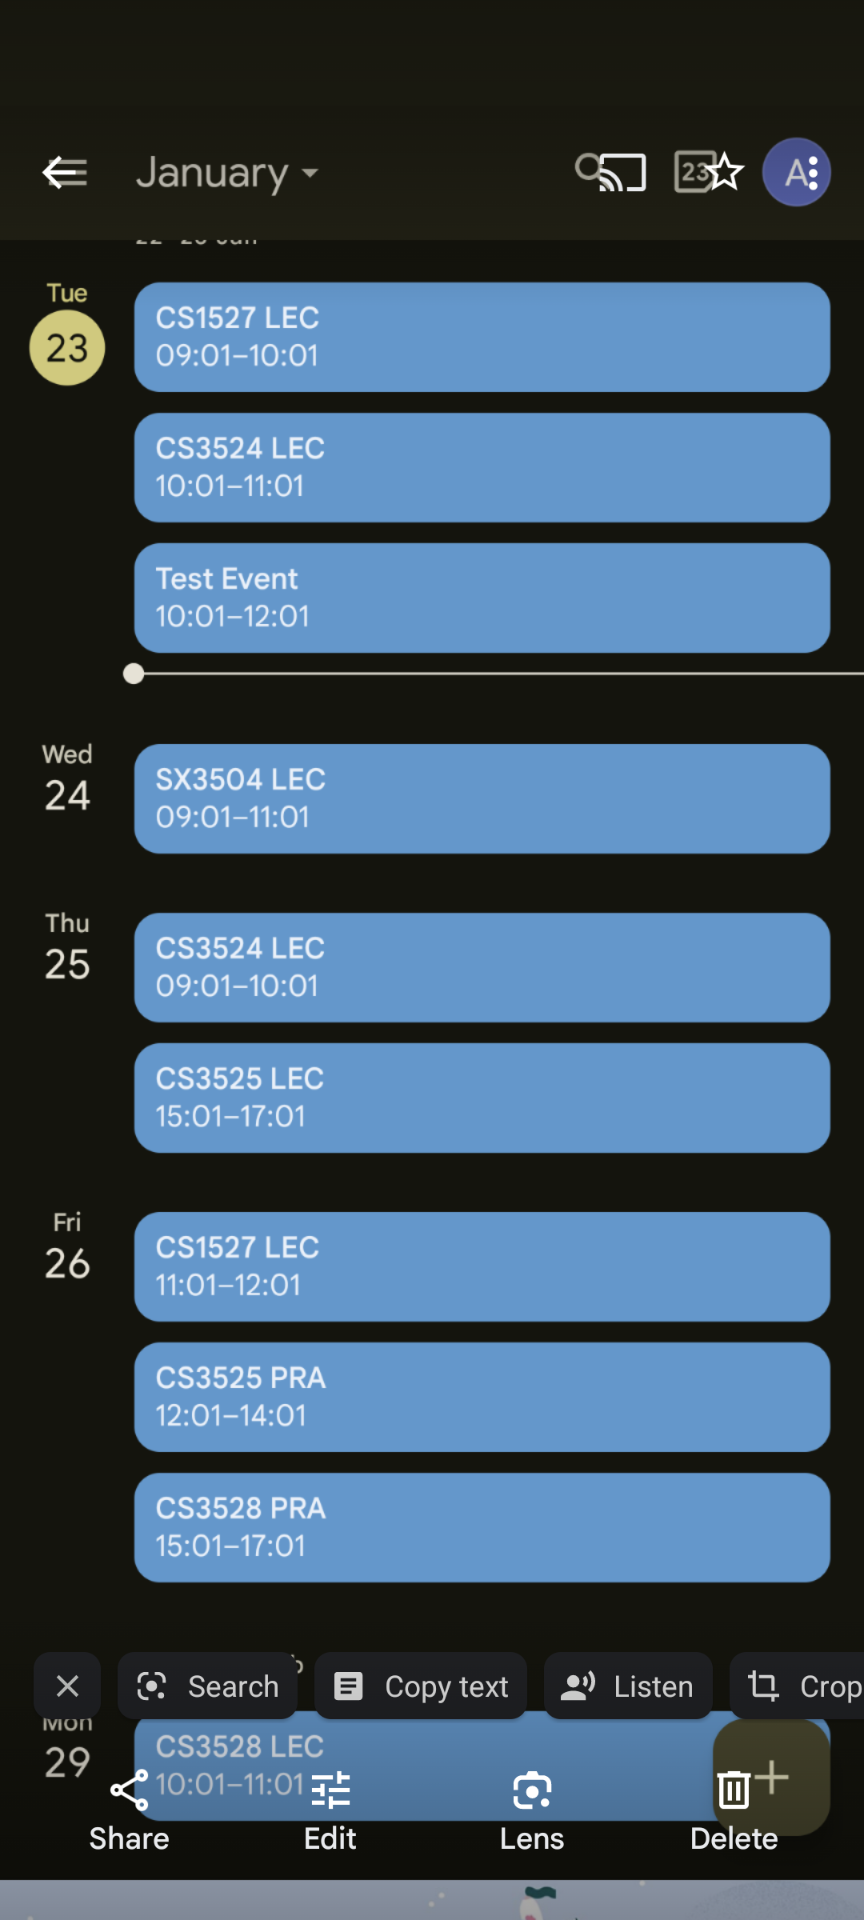 January
23
A
Tue
23
CS1527 LEC
09:01–10:01
CS3524 LEC
10:01–11:01
Test Event
10:01–12:01
Wed
24
SX3504 LEC
09:01–11:01
Thu
25
CS3524 LEC
09:01–10:01
CS3525 LEC
15:01–17:01
Fri
26
CS1527 LEC
11:01–12:01
CS3525 PRA
12:01–14:01
CS3528 PRA
15:01–17:01
Search
Copy text
Listen
Crop
Mon
29
CS3528 LEC
10:01–11:01
Share
Edit
Lens
Delete